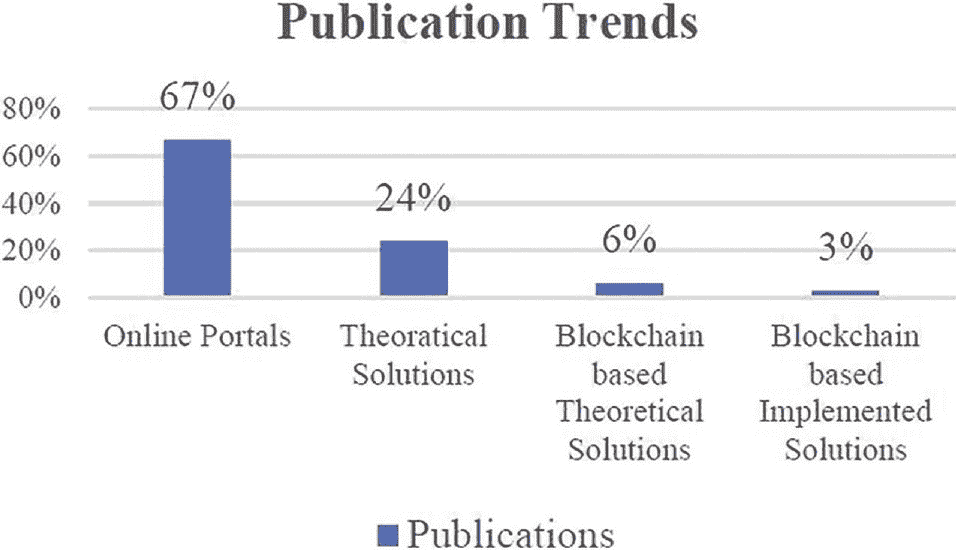 Publication Trends
67%
80%
60%
24%
40%
6%
3%
20%
0%
Online Portals
Theoratical
Solutions
Blockchain
based
Theoretical
Solutions
Blockchain
based
Implemented
Solutions
Publications